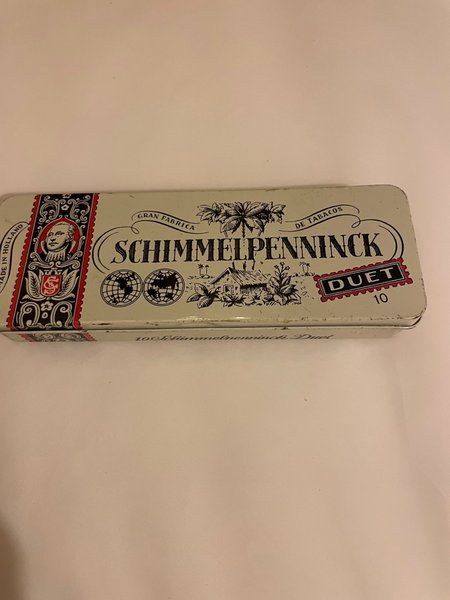 MADE IN HOLLAND
GRAN FABRICA DE TABACOS
SCHIMMELPENNINCK
DUET
10
10 Schimmelpenninck Duet